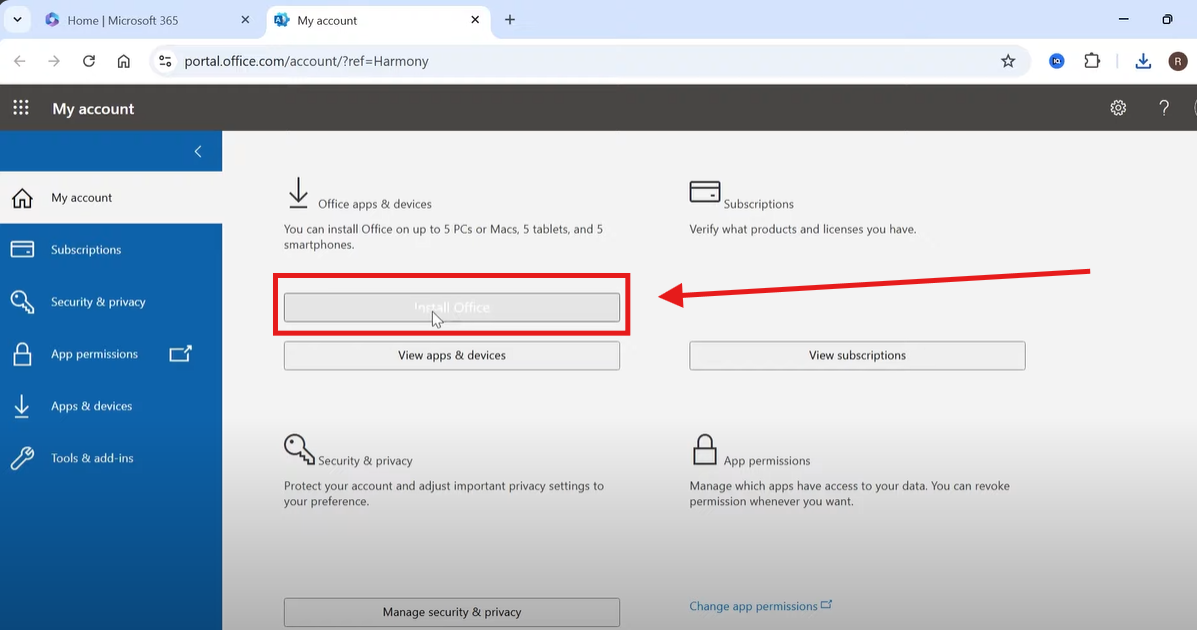 Home | Microsoft 365
My account
portal.office.com/account/?ref=Harmony
R
My account
?
My account
Subscriptions
Security & privacy
App permissions
Apps & devices
Tools & add-ins
Office apps & devices
You can install Office on up to 5 PCs or Macs, 5 tablets, and 5
smartphones.
Install Office
View apps & devices
Subscriptions
Verify what products and licenses you have.
View subscriptions
Security & privacy
Protect your account and adjust important privacy settings to
your preference.
Manage security & privacy
App permissions
Manage which apps have access to your data. You can revoke
permission whenever you want.
Change app permissions